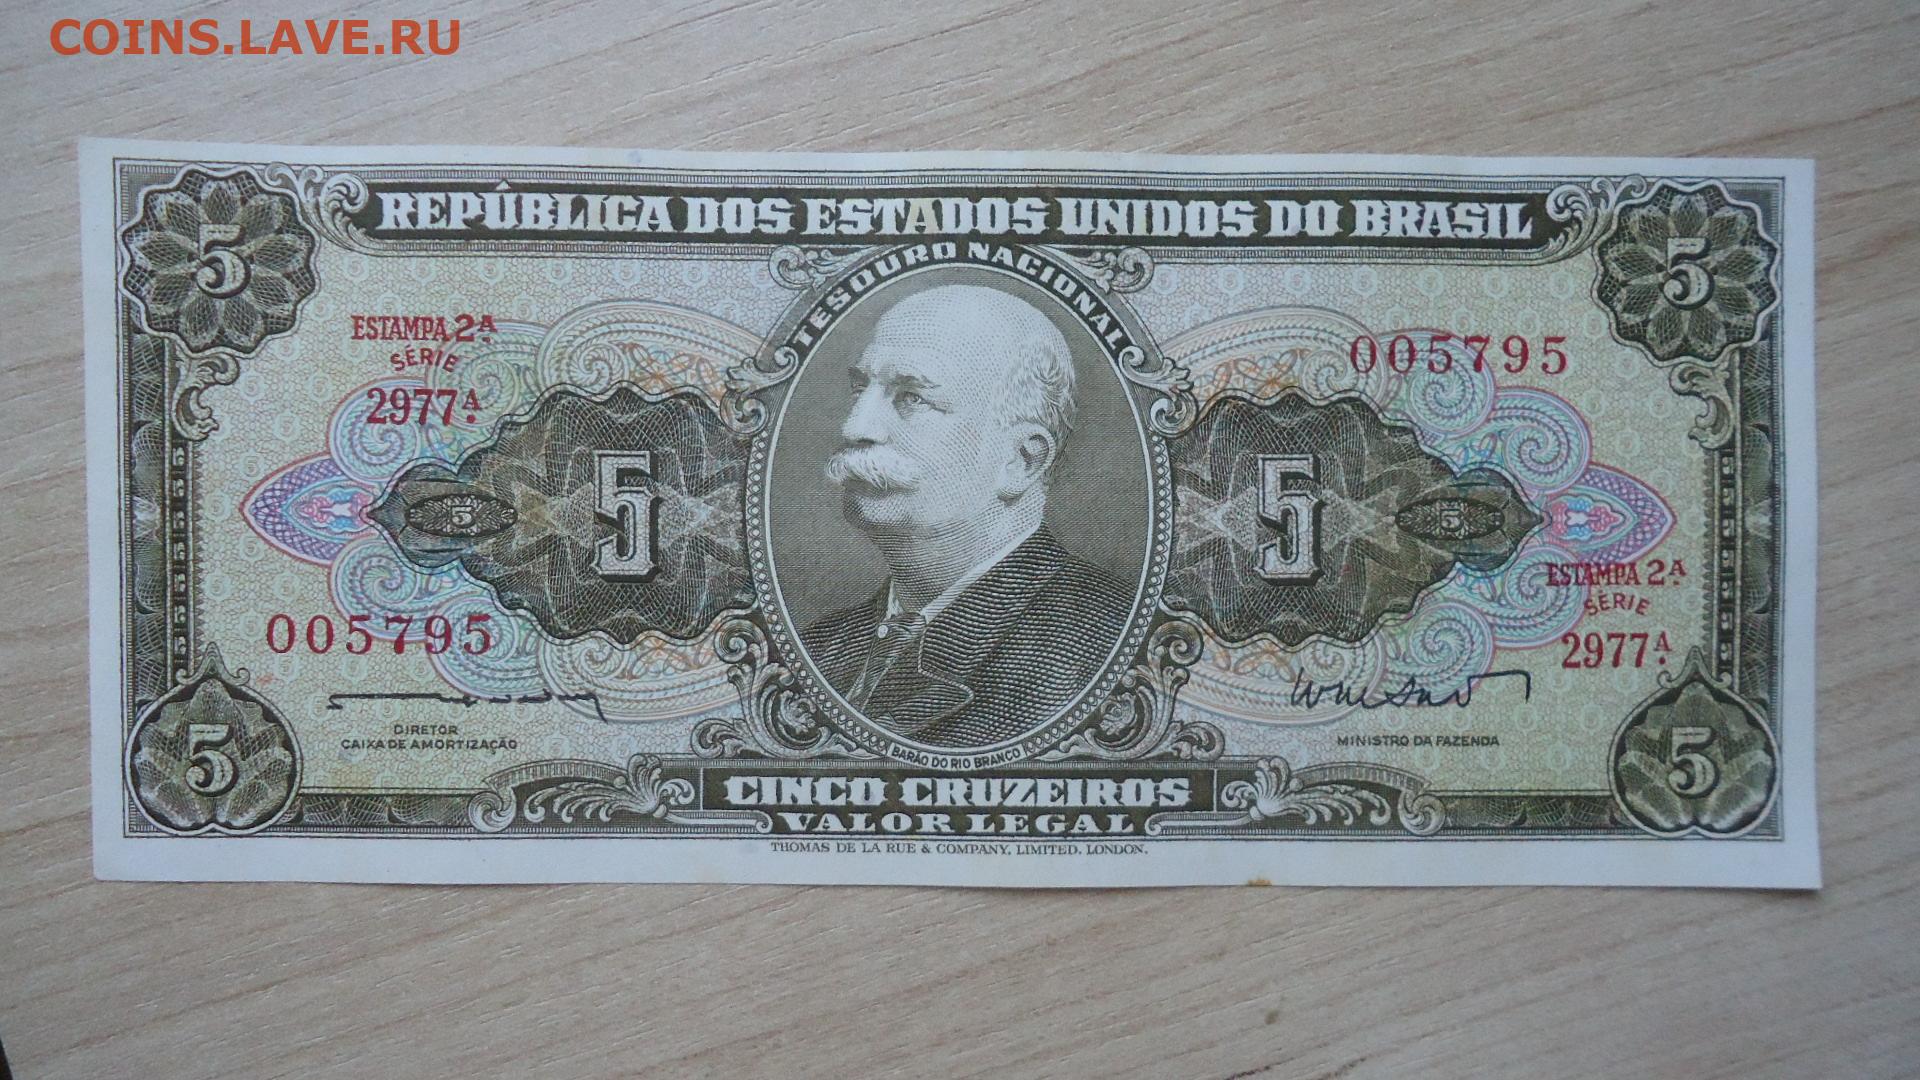 COINS.LAVE.RU
REPÚBLICA DOS ESTADOS UNIDOS DO BRASIL
TESOURO NACIONAL
5
5
ESTAMPA 2ª
SÉRIE
2977ª
005795
5
5
5
5
005795
ESTAMPA 2ª
SÉRIE
2977ª
DIRETOR
CAIXA DE AMORTIZAÇÃO
MINISTRO DA FAZENDA
BARÃO DO RIO BRANCO
5
5
CINCO CRUZEIROS
VALOR LEGAL
THOMAS DE LA RUE & COMPANY, LIMITED, LONDON.